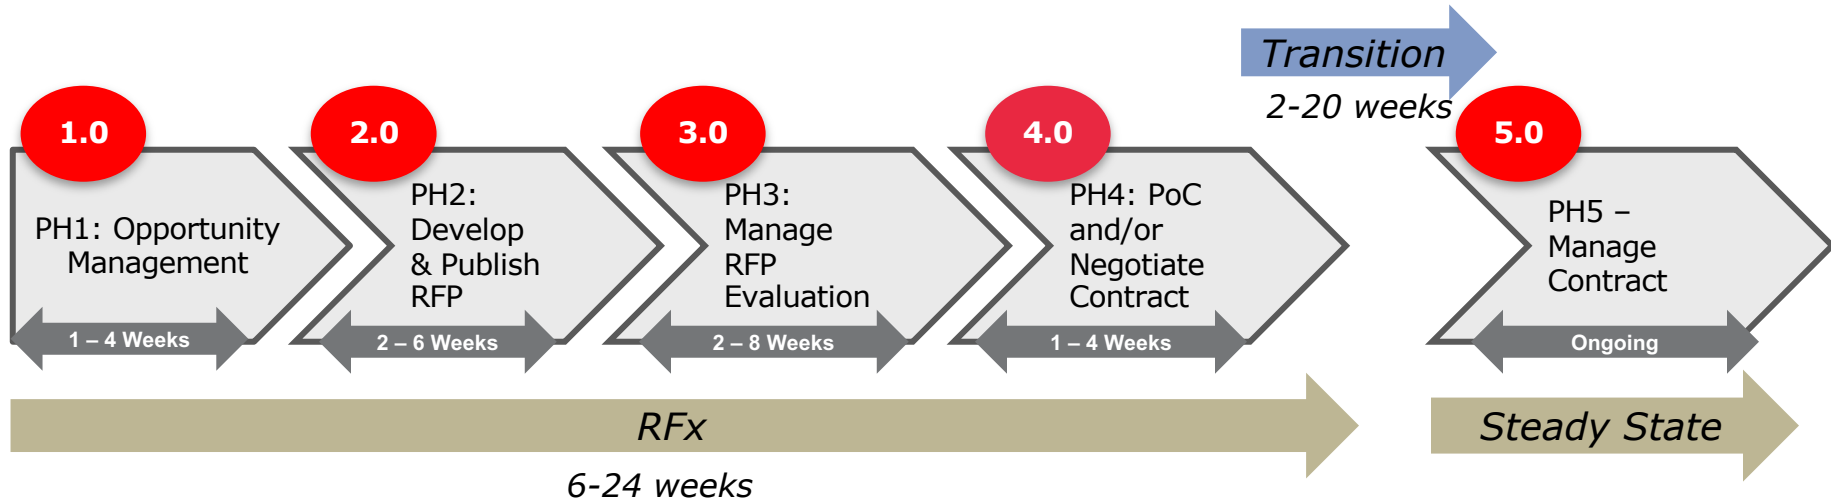 Transition
2-20 weeks
1.0
2.0
3.0
4.0
5.0
PH1: Opportunity
Management
1 – 4 Weeks
PH2:
Develop
& Publish
RFP
2 – 6 Weeks
PH3:
Manage
RFP
Evaluation
2 – 8 Weeks
PH4: PoC
and/or
Negotiate
Contract
1 – 4 Weeks
PH5 –
Manage
Contract
Ongoing
RFx
6-24 weeks
Steady State